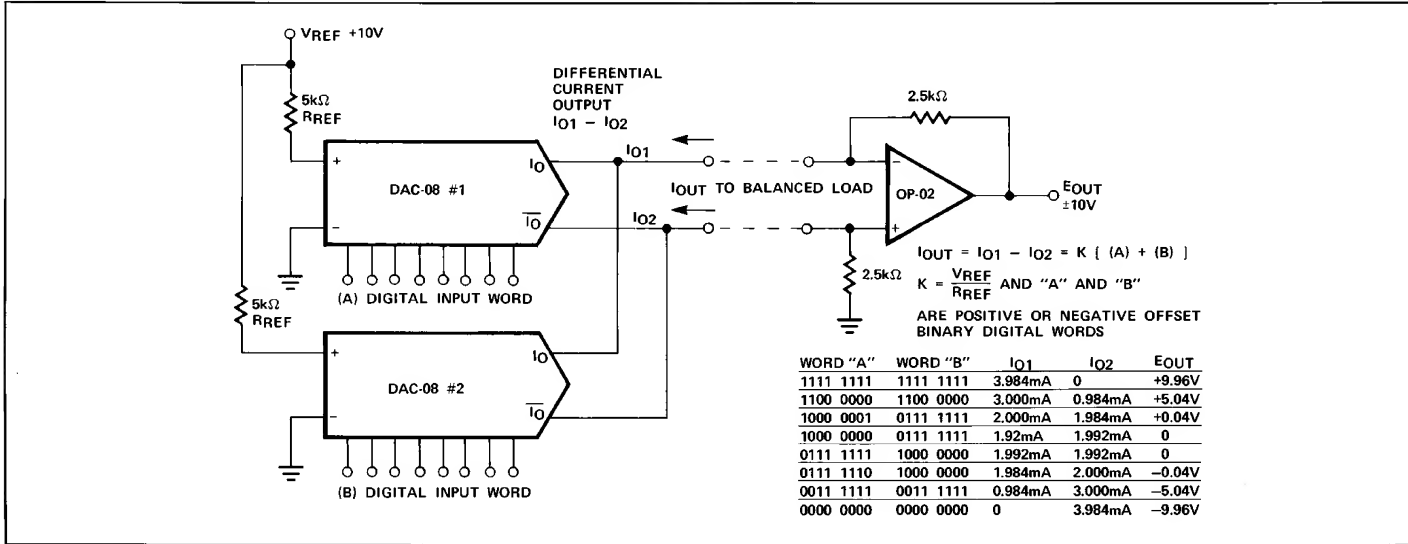 VREF +10V
5kΩ
RREF
DIFFERENTIAL
CURRENT
OUTPUT
IO1 – IO2
2.5kΩ
+
DAC-08 #1
IO
IO1
–
OP-02
EOUT
±10V
IOUT TO BALANCED LOAD
–
IO
IO2
+
(A) DIGITAL INPUT WORD
2.5kΩ
IOUT = IO1 – IO2 = K [ (A) + (B) ]
K = VREF/RREF AND "A" AND "B"
ARE POSITIVE OR NEGATIVE OFFSET
BINARY DIGITAL WORDS
5kΩ
RREF
+
DAC-08 #2
IO
–
IO
(B) DIGITAL INPUT WORD
WORD "A" WORD "B" IO1 IO2 EOUT
1111 1111 1111 1111 3.984mA 0 +9.96V
1100 0000 1100 0000 3.000mA 0.984mA +5.04V
1000 0001 0111 1111 2.000mA 1.984mA +0.04V
1000 0000 0111 1111 1.92mA 1.992mA 0
0111 1111 1000 0000 1.992mA 1.992mA 0
0111 1110 1000 0000 1.984mA 2.000mA –0.04V
0011 1111 0011 1111 0.984mA 3.000mA –5.04V
0000 0000 0000 0000 0 3.984mA –9.96V